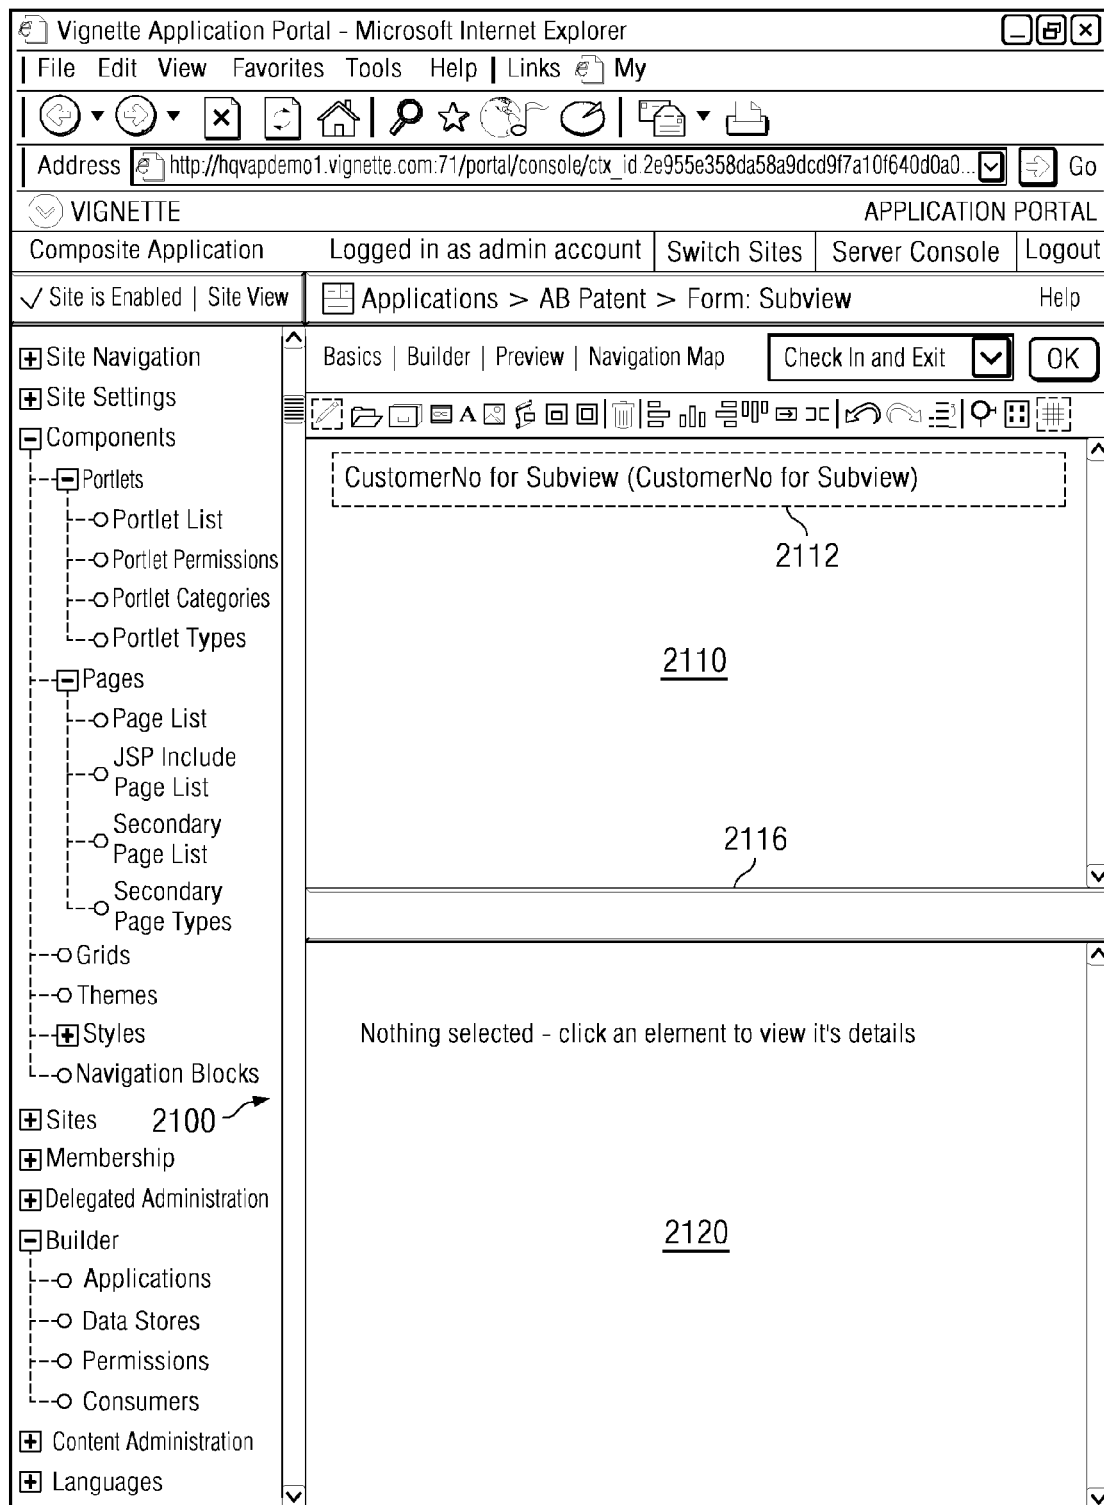 Vignette Application Portal - Microsoft Internet Explorer
File Edit View Favorites Tools Help | Links My
Address http://hqvapdemo1.vignette.com:71/portal/console/ctx_id.2e955e358da58a9dcd9f7a10f640d0a0... Go
VIGNETTE APPLICATION PORTAL
Composite Application Logged in as admin account | Switch Sites | Server Console | Logout
Site is Enabled | Site View
Applications > AB Patent > Form: Subview Help
Site Navigation
Site Settings
Components
Portlets
Portlet List
Portlet Permissions
Portlet Categories
Portlet Types
Pages
Page List
JSP Include
Page List
Secondary
Page List
Secondary
Page Types
Grids
Themes
Styles
Navigation Blocks
Sites 2100
Membership
Delegated Administration
Builder
Applications
Data Stores
Permissions
Consumers
Content Administration
Languages
Basics | Builder | Preview | Navigation Map Check In and Exit OK
A
CustomerNo for Subview (CustomerNo for Subview)
2112
2110
2116
Nothing selected - click an element to view it's details
2120